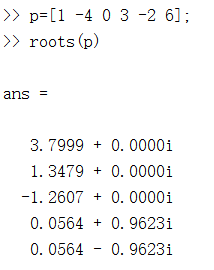 >> p=[1 -4 0 3 -2 6];
>> roots(p)
ans =
3.7999 + 0.0000i
1.3479 + 0.0000i
-1.2607 + 0.0000i
0.0564 + 0.9623i
0.0564 - 0.9623i